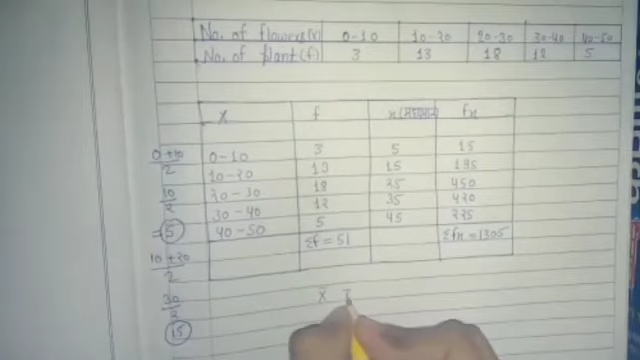 No. of flowers(x) 0-10 10-20 20-30 30-40 40-50
No. of plant(f) 3 13 18 12 5
X f x fx
0-10 3 5 15
10-20 13 15 195
20-30 18 25 450
30-40 12 35 420
40-50 5 45 225
Σf = 51 Σfx = 1305
0+10
2
10
2
= 5
10+20
2
30
2
15
X